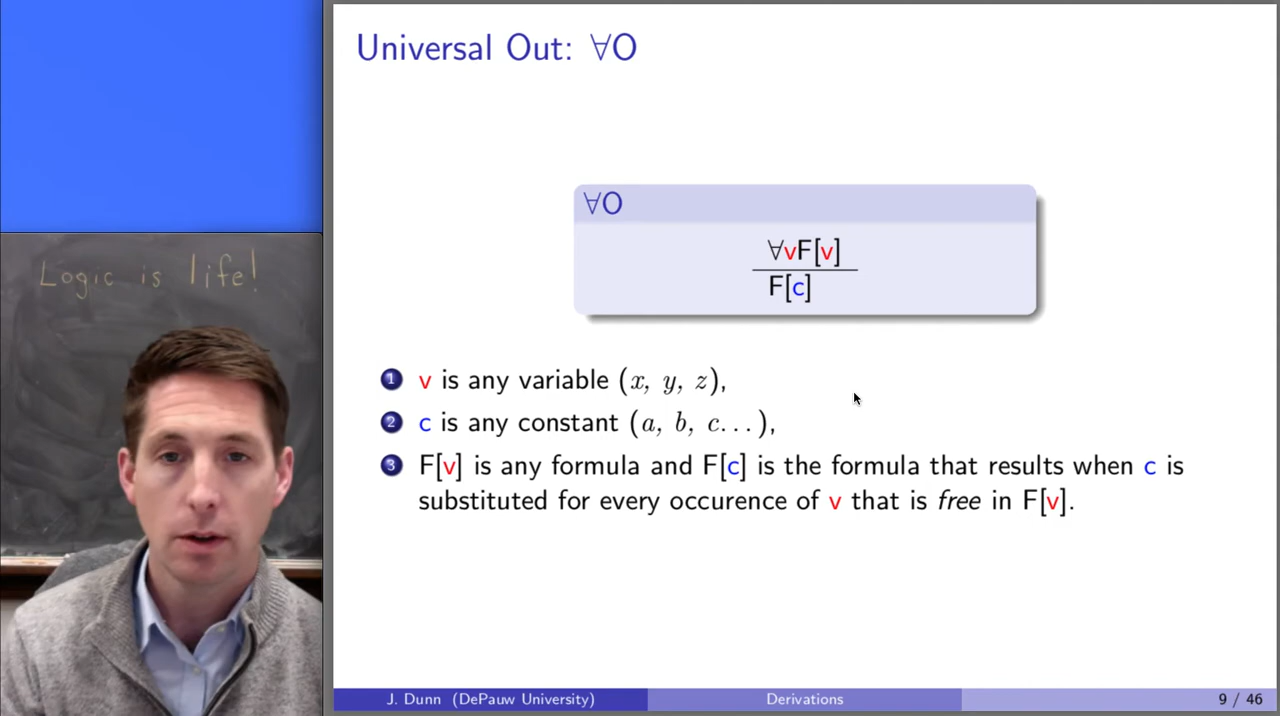 Universal Out: ∀O
Logic is life!
∀O
∀vF[v]
F[c]
1 v is any variable (x, y, z),
2 c is any constant (a, b, c...),
3 F[v] is any formula and F[c] is the formula that results when c is
substituted for every occurence of v that is free in F[v].
J. Dunn (DePauw University) Derivations 9 / 46